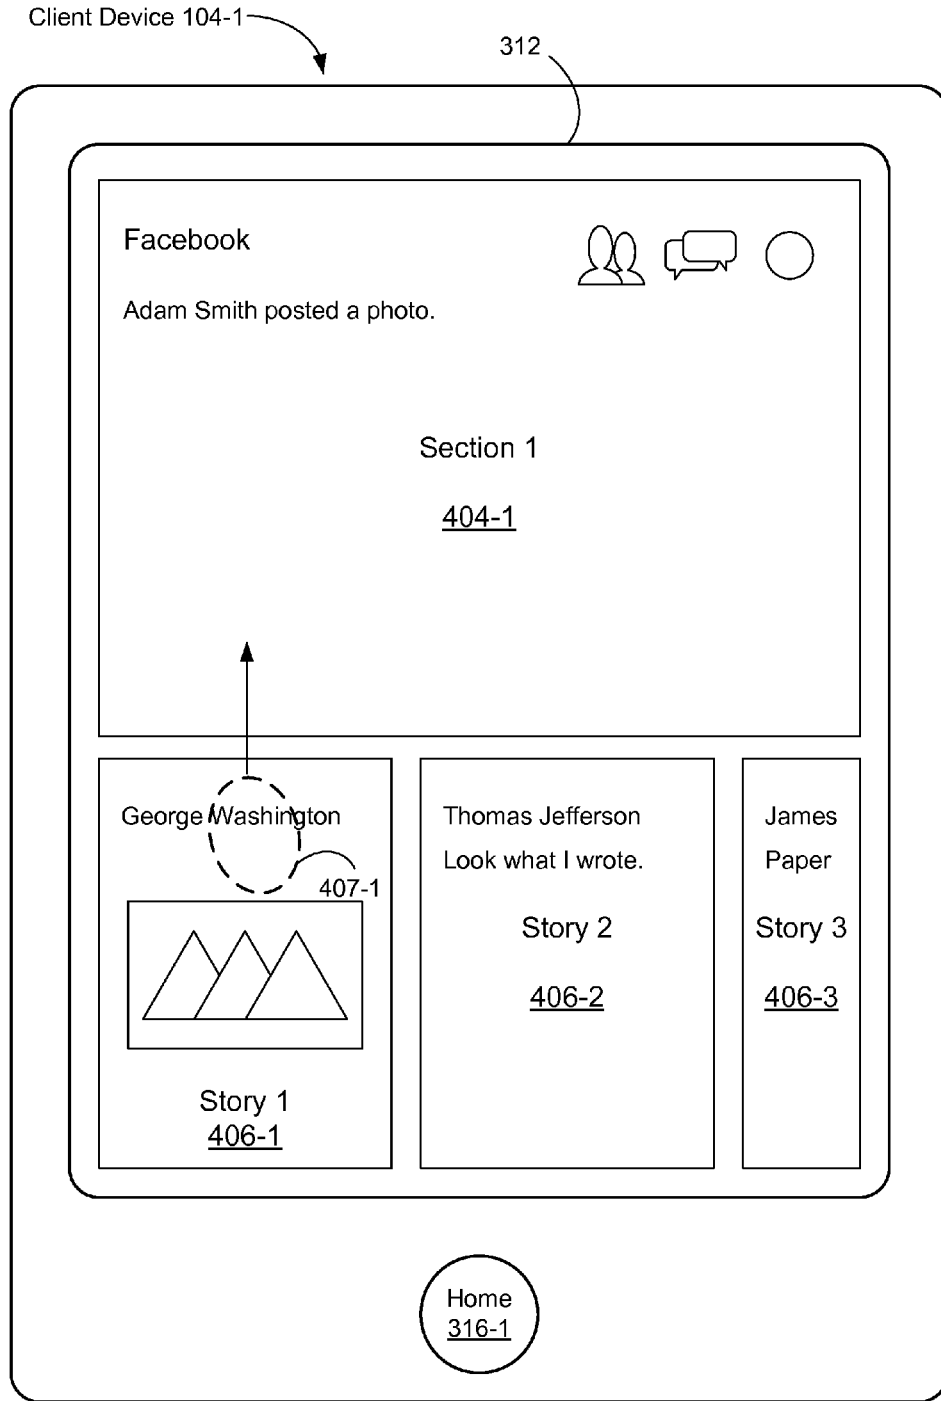 Client Device 104-1
312
Facebook
Adam Smith posted a photo.
Section 1
404-1
George Washington
407-1
Story 1
406-1
Thomas Jefferson
Look what I wrote.
Story 2
406-2
James
Paper
Story 3
406-3
Home
316-1